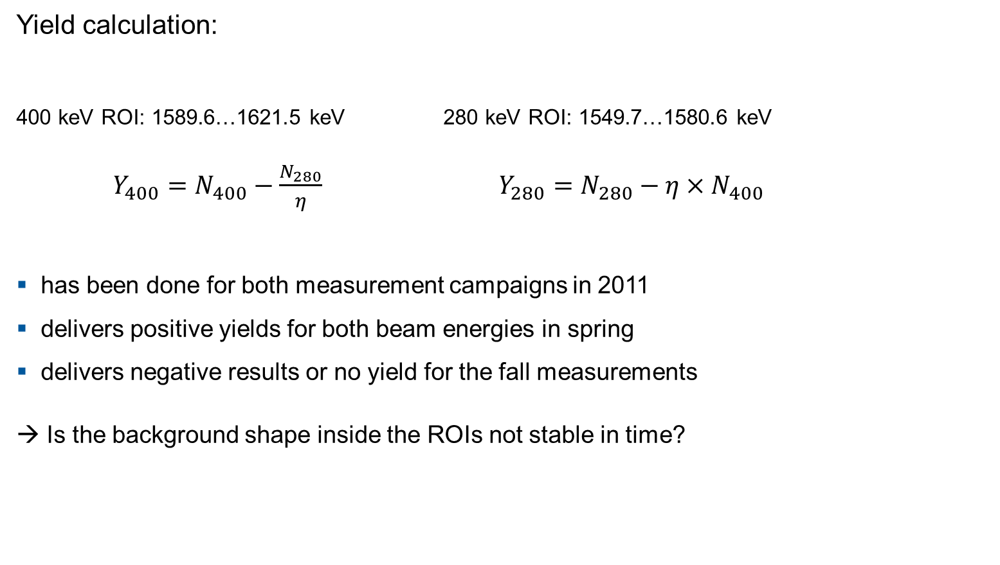 Yield calculation:
400 keV ROI: 1589.6…1621.5 keV
280 keV ROI: 1549.7…1580.6 keV
$Y_{400} = N_{400} - \frac{N_{280}}{\eta}$
$Y_{280} = N_{280} - \eta \times N_{400}$
▪ has been done for both measurement campaigns in 2011
▪ delivers positive yields for both beam energies in spring
▪ delivers negative results or no yield for the fall measurements
→ Is the background shape inside the ROIs not stable in time?